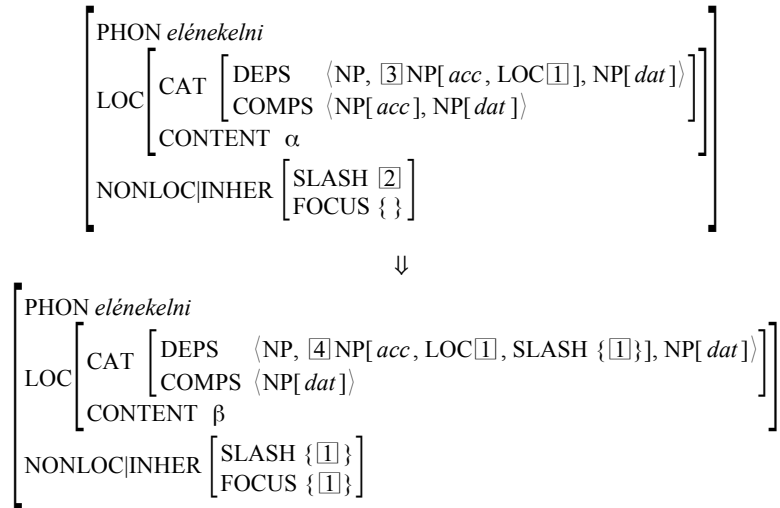 PHON elénekelni
LOC CAT DEPS ⟨NP, 3 NP[acc, LOC 1], NP[dat]⟩
COMPS ⟨NP[acc], NP[dat]⟩
CONTENT α
NONLOC|INHER SLASH 2
FOCUS { }
⇓
PHON elénekelni
LOC CAT DEPS ⟨NP, 4 NP[acc, LOC 1, SLASH {1}], NP[dat]⟩
COMPS ⟨NP[dat]⟩
CONTENT β
NONLOC|INHER SLASH {1}
FOCUS {1}